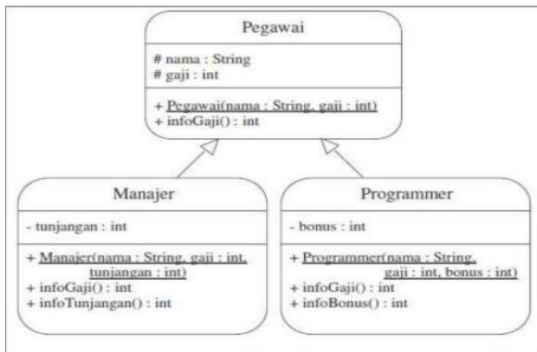 Pegawai
# nama : String
# gaji : int
+ Pegawai(nama : String, gaji : int)
+ infoGaji() : int
Manajer
- tunjangan : int
+ Manajer(nama : String, gaji : int,
tunjangan : int)
+ infoGaji() : int
+ infoTunjangan() : int
Programmer
- bonus : int
+ Programmer(nama : String,
gaji : int, bonus : int)
+ infoGaji() : int
+ infoBonus() : int